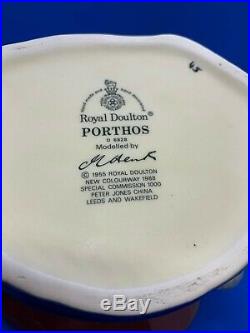 45
Royal Doulton
PORTHOS
D 6828
Modelled by
© 1955 ROYAL DOULTON
NEW COLOURWAY 1988
SPECIAL COMMISSION 1000
PETER JONES CHINA
LEEDS AND WAKEFIELD